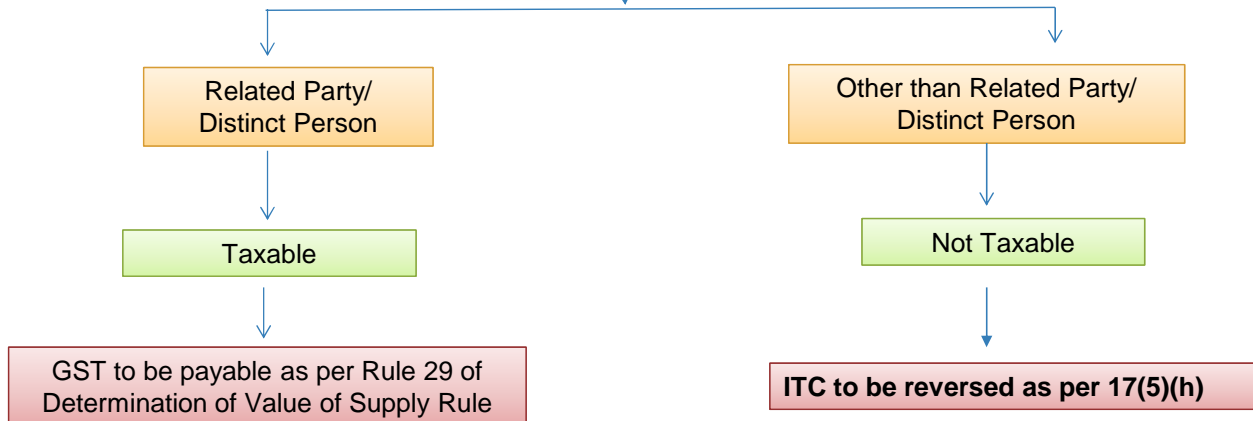 Related Party/
Distinct Person
Other than Related Party/
Distinct Person
Taxable
Not Taxable
GST to be payable as per Rule 29 of
Determination of Value of Supply Rule
ITC to be reversed as per 17(5)(h)